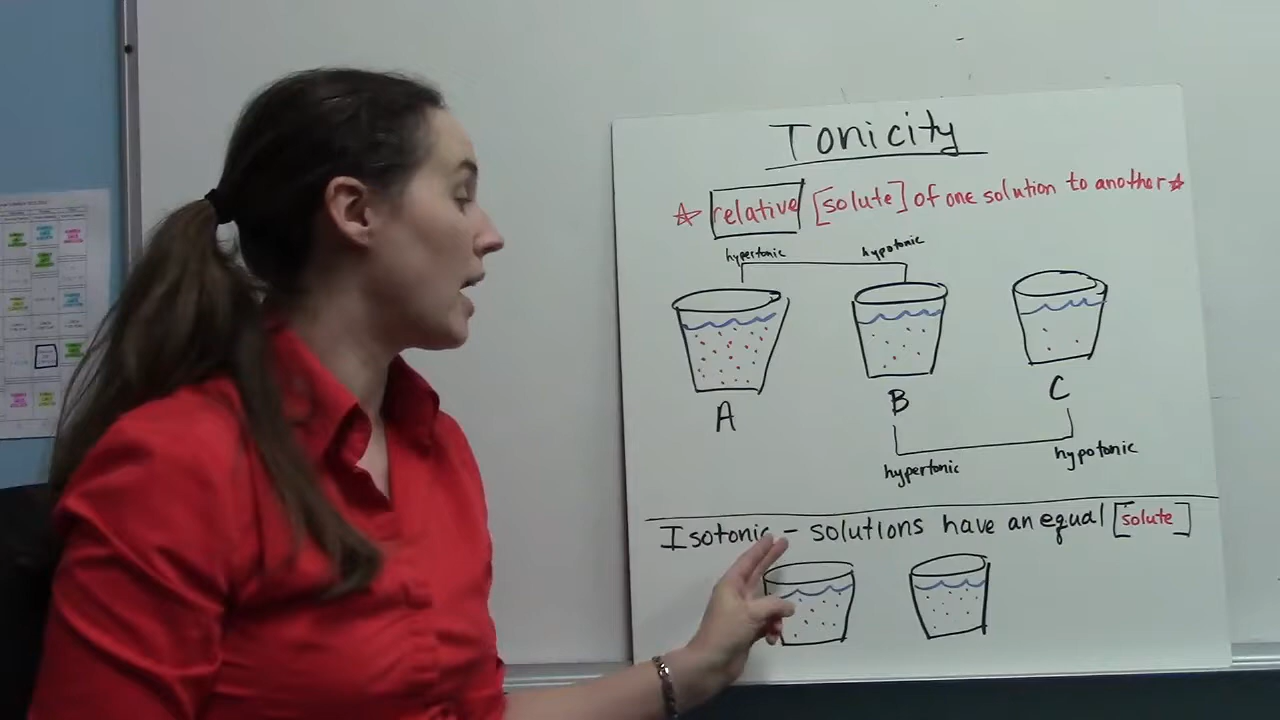 Tonicity
☆ relative [solute] of one solution to another ☆
hypertonic hypotonic
A B C
hypertonic hypotonic
Isotonic - solutions have an equal [solute]